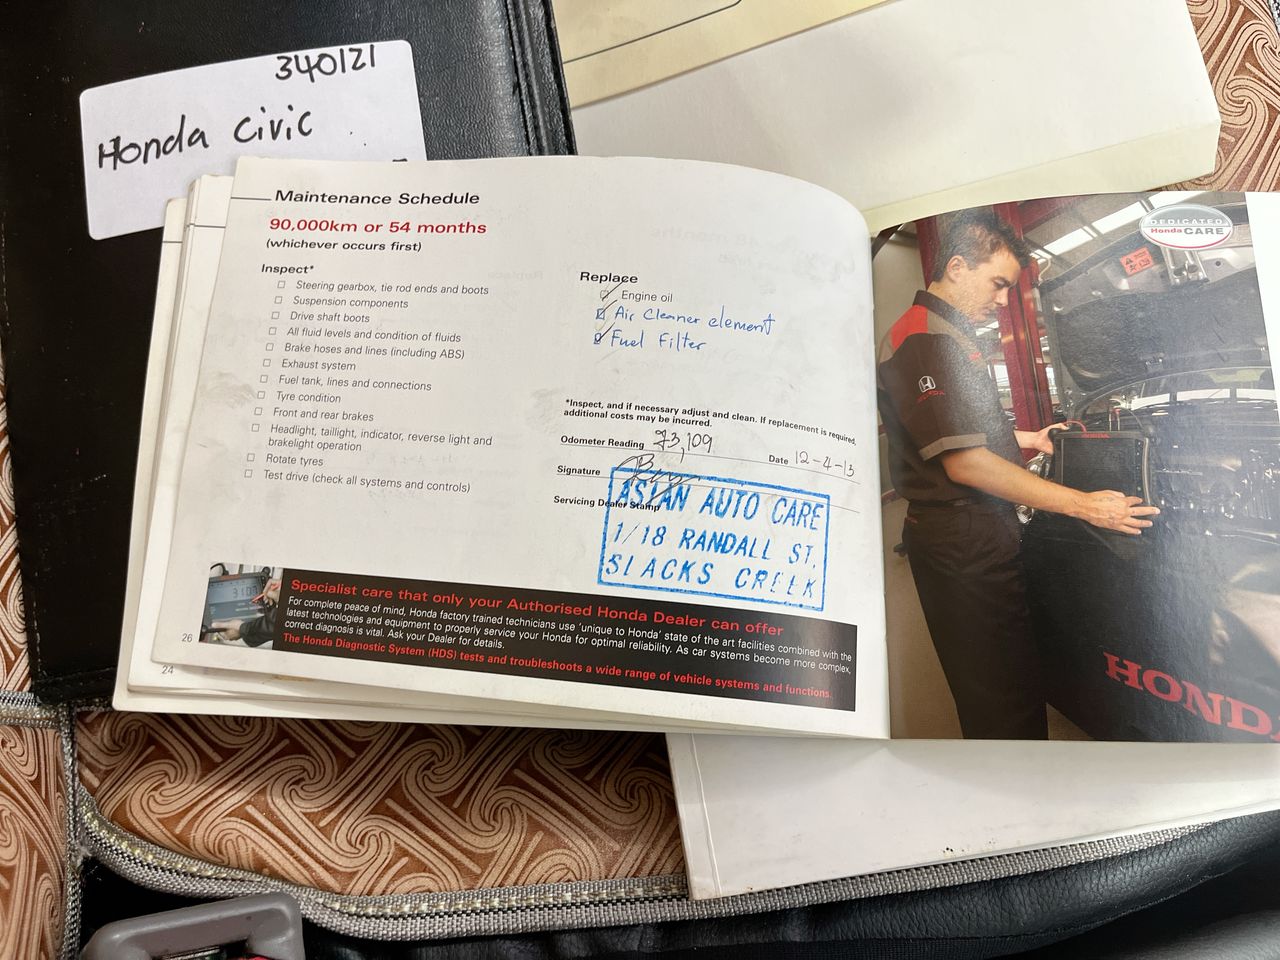 340121
Honda Civic
Maintenance Schedule
90,000km or 54 months
(whichever occurs first)
Inspect*
Steering gearbox, tie rod ends and boots
Suspension components
Drive shaft boots
All fluid levels and condition of fluids
Brake hoses and lines (including ABS)
Exhaust system
Fuel tank, lines and connections
Tyre condition
Front and rear brakes
Headlight, taillight, indicator, reverse light and
brakelight operation
Rotate tyres
Test drive (check all systems and controls)
Replace
Engine oil
Air Cleaner element
Fuel Filter
*Inspect, and if necessary adjust and clean. If replacement is required,
additional costs may be incurred.
Odometer Reading 73,109 Date 12-4-13
Signature
Servicing Dealer Stamp
ASIAN AUTO CARE
1/18 RANDALL ST.
SLACKS CREEK
Specialist care that only your Authorised Honda Dealer can offer
For complete peace of mind, Honda factory trained technicians use 'unique to Honda' state of the art facilities combined with the
latest technologies and equipment to properly service your Honda for optimal reliability. As car systems become more complex,
correct diagnosis is vital. Ask your Dealer for details.
The Honda Diagnostic System (HDS) tests and troubleshoots a wide range of vehicle systems and functions.
26
24
DEDICATED
Honda CARE
HONDA
HONDA
HONDA